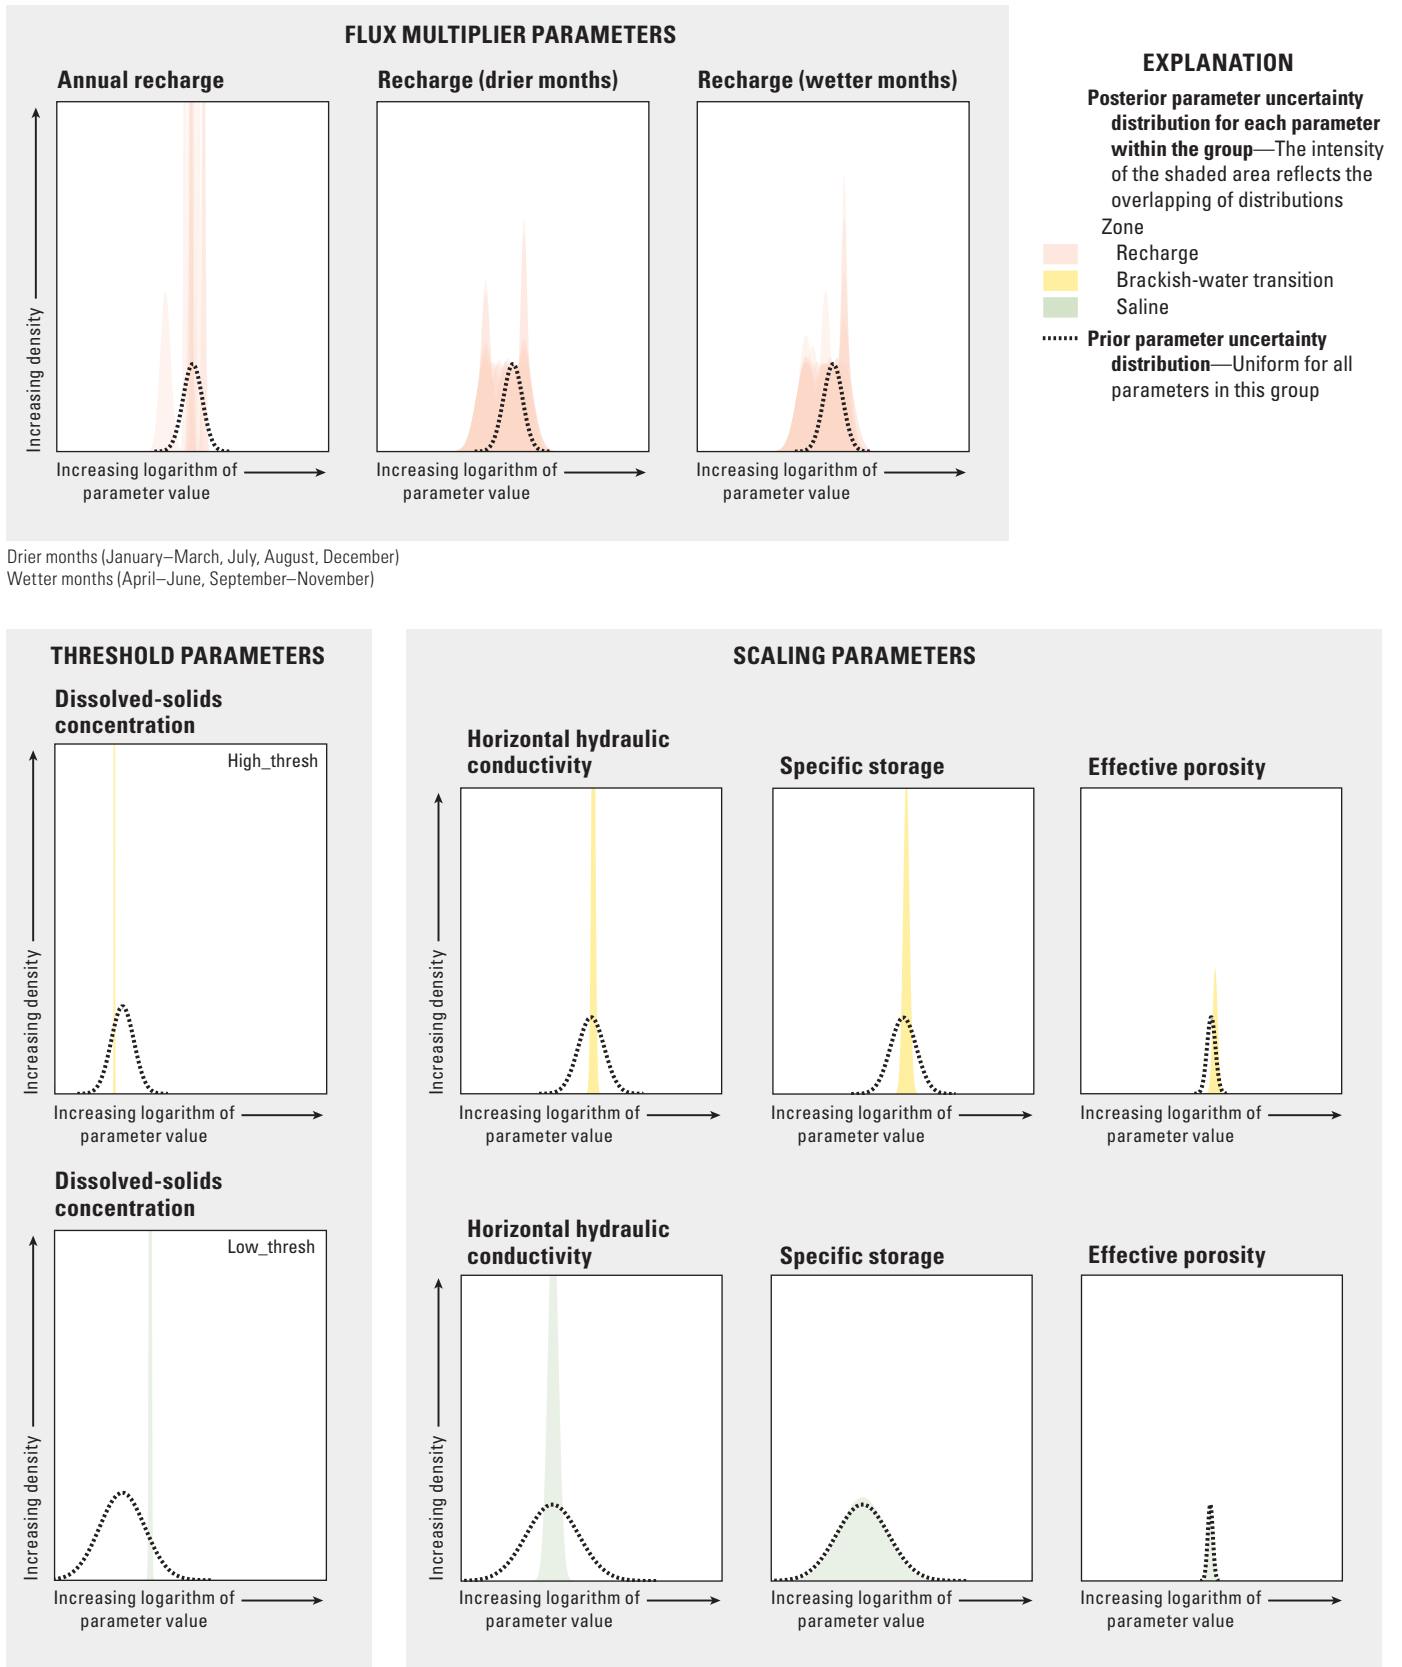 FLUX MULTIPLIER PARAMETERS
Annual recharge
Recharge (drier months)
Recharge (wetter months)
Increasing density
Increasing logarithm of
parameter value
Increasing logarithm of
parameter value
Increasing logarithm of
parameter value
EXPLANATION
Posterior parameter uncertainty
distribution for each parameter
within the group—The intensity
of the shaded area reflects the
overlapping of distributions
Zone
Recharge
Brackish-water transition
Saline
Prior parameter uncertainty
distribution—Uniform for all
parameters in this group
Drier months (January–March, July, August, December)
Wetter months (April–June, September–November)
THRESHOLD PARAMETERS
Dissolved-solids
concentration
High_thresh
Increasing density
Increasing logarithm of
parameter value
Dissolved-solids
concentration
Low_thresh
Increasing density
Increasing logarithm of
parameter value
SCALING PARAMETERS
Horizontal hydraulic
conductivity
Specific storage
Effective porosity
Increasing density
Increasing logarithm of
parameter value
Increasing logarithm of
parameter value
Increasing logarithm of
parameter value
Horizontal hydraulic
conductivity
Specific storage
Effective porosity
Increasing density
Increasing logarithm of
parameter value
Increasing logarithm of
parameter value
Increasing logarithm of
parameter value